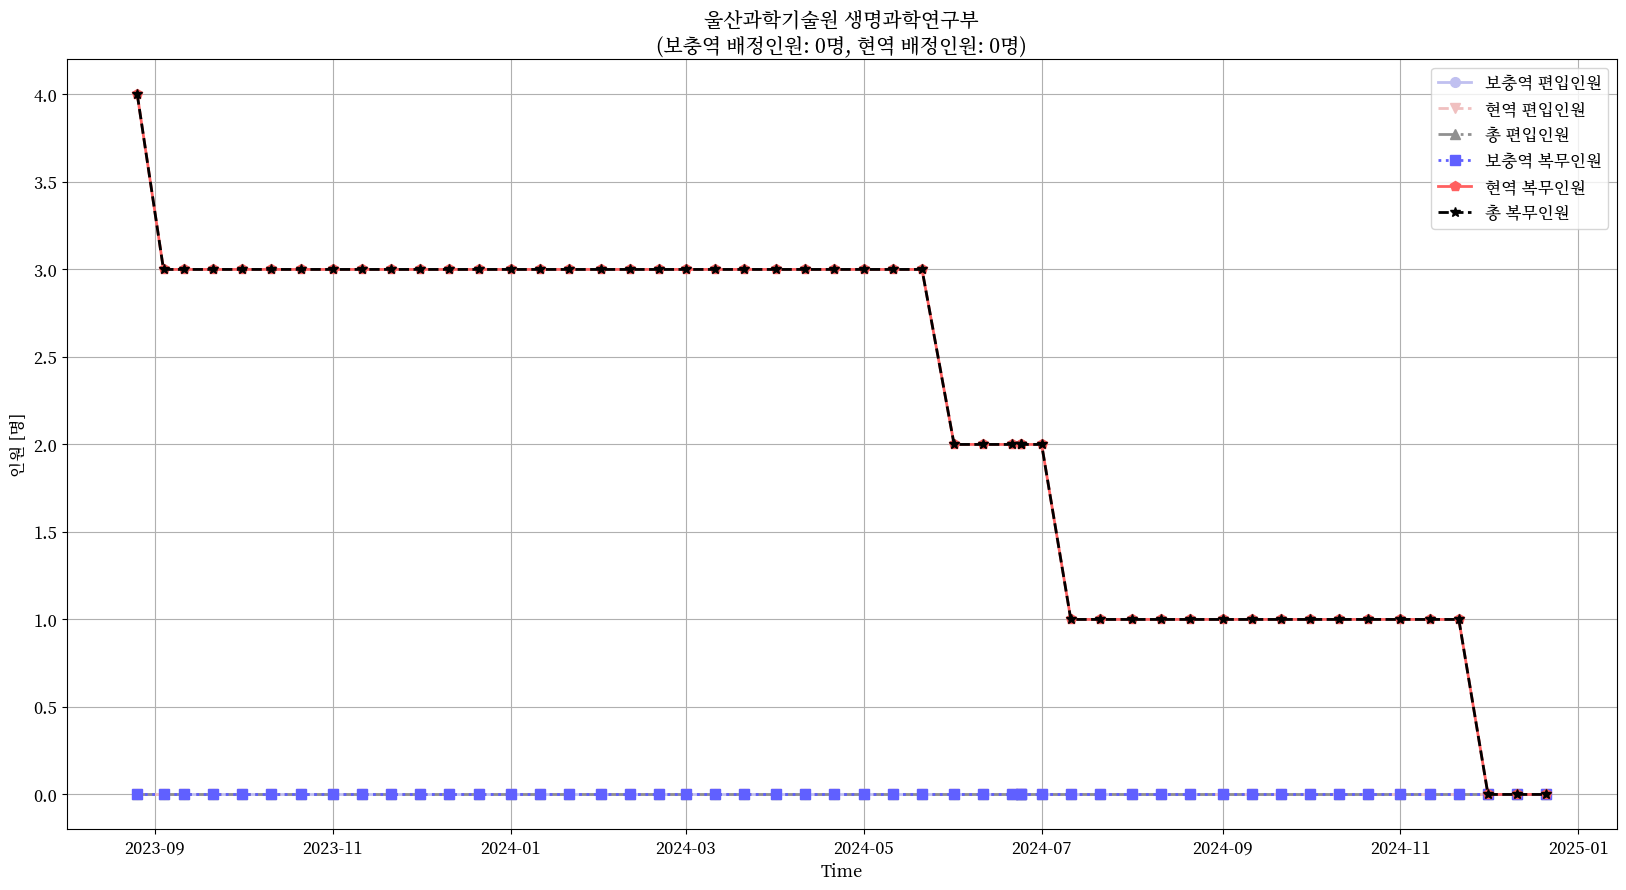 울산과학기술원 생명과학연구부
(보충역 배정인원: 0명, 현역 배정인원: 0명)
보충역 편입인원
현역 편입인원
총 편입인원
보충역 복무인원
현역 복무인원
총 복무인원
4.0
3.5
3.0
2.5
2.0
1.5
1.0
0.5
0.0
인원 [명]
2023-09
2023-11
2024-01
2024-03
2024-05
2024-07
2024-09
2024-11
2025-01
Time